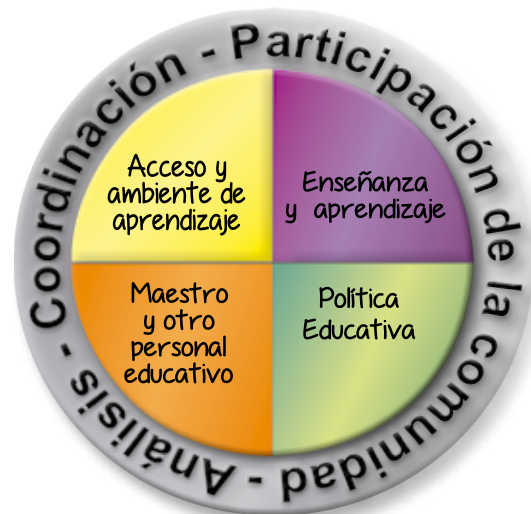 Coordinación - Participación de la comunidad - Análisis -
Acceso y
ambiente de
aprendizaje
Enseñanza
y aprendizaje
Maestro
y otro
personal
educativo
Política
Educativa